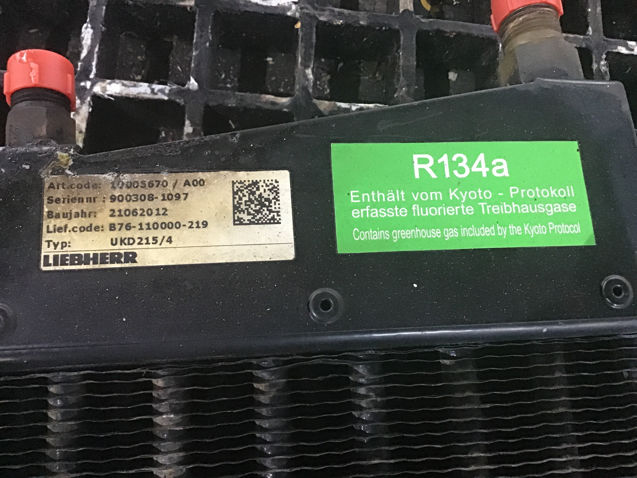 Art.code: 10005670 / A00
Seriennr : 900308-1097
Baujahr: 21062012
Lief.code: B76-110000-219
Typ: UKD215/4
LIEBHERR
R134a
Enthält vom Kyoto - Protokoll
erfasste fluorierte Treibhausgase
Contains greenhouse gas included by the Kyoto Protocol